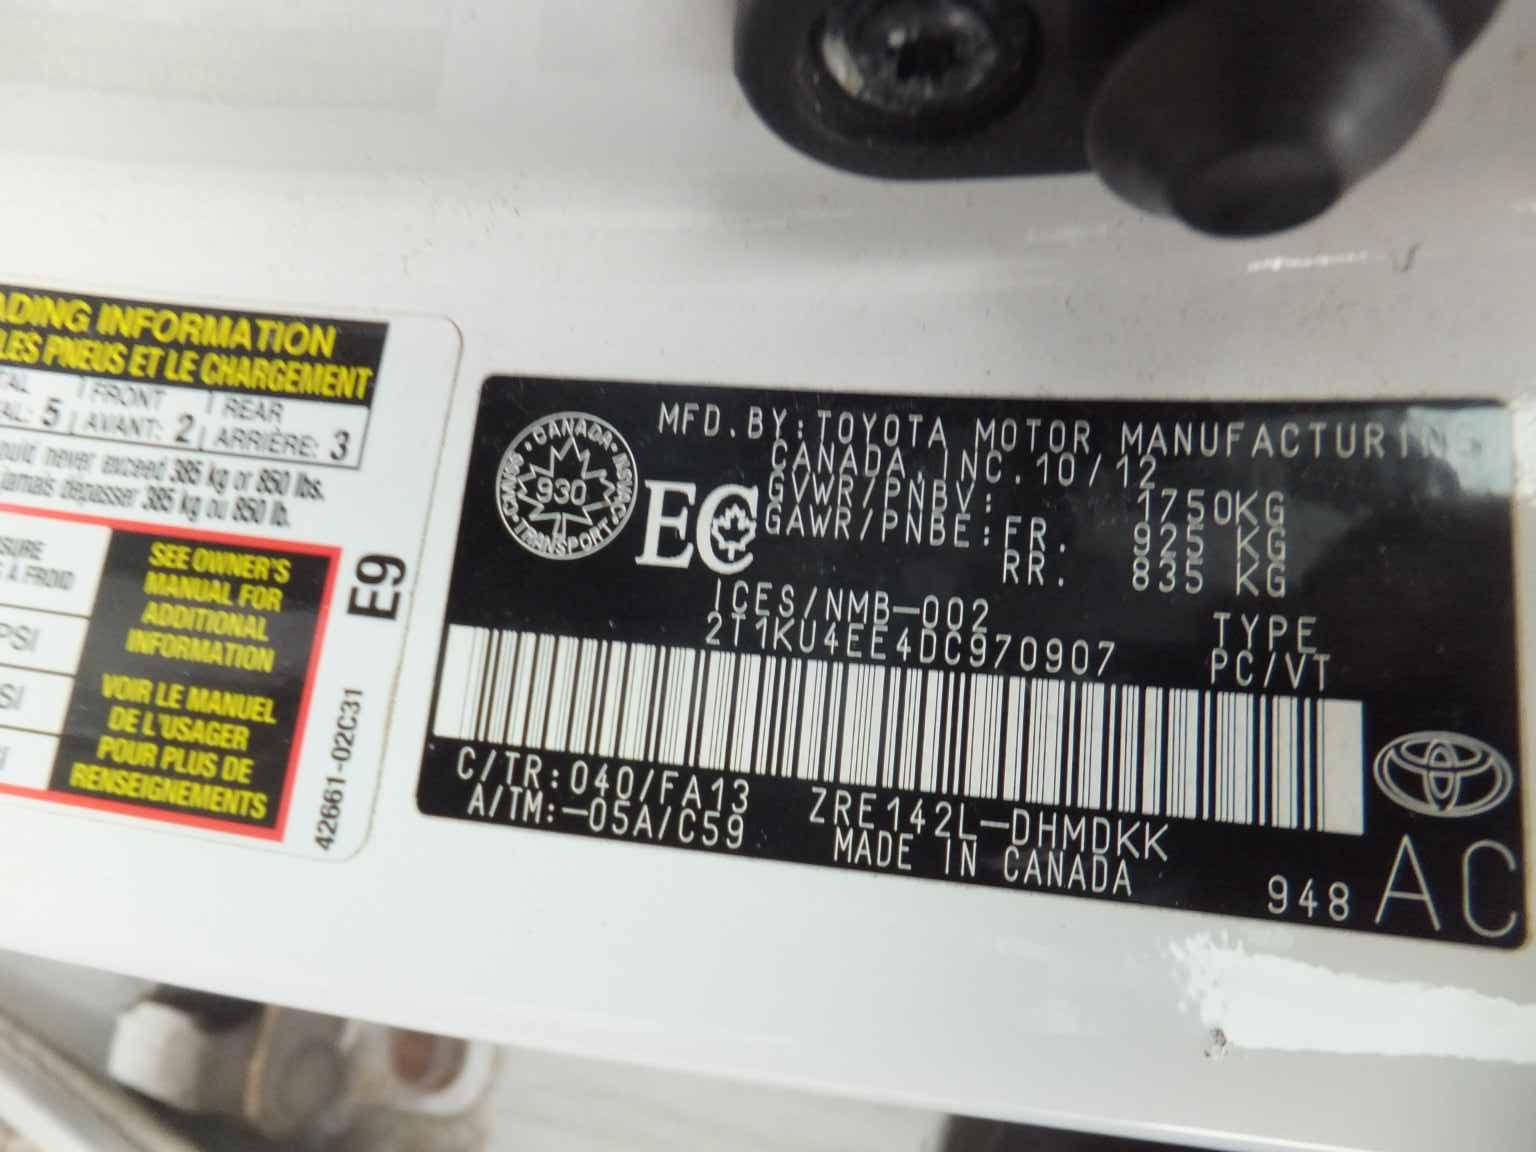 ADING INFORMATION
LES PNEUS ET LE CHARGEMENT
FRONT REAR
5 AVANT: 2 ARRIÈRE: 3
never exceed 385 kg or 850 lbs.
jamais dépasser 385 kg ou 850 lb.
À FROID
PSI
SEE OWNER'S
MANUAL FOR
ADDITIONAL
INFORMATION
VOIR LE MANUEL
DE L'USAGER
POUR PLUS DE
RENSEIGNEMENTS
E9
42661-02C31
CANADA
930
TRANSPORT
EC
MFD.BY:TOYOTA MOTOR MANUFACTURING
CANADA,INC.10/12
GVWR/PNBV: 1750KG
GAWR/PNBE:FR. 925 KG
RR. 835 KG
ICES/NMB-002
2T1KU4EE4DC970907
TYPE
PC/VT
C/TR:040/FA13
A/TM:-05A/C59
ZRE142L-DHMDKK
MADE IN CANADA
948 AC